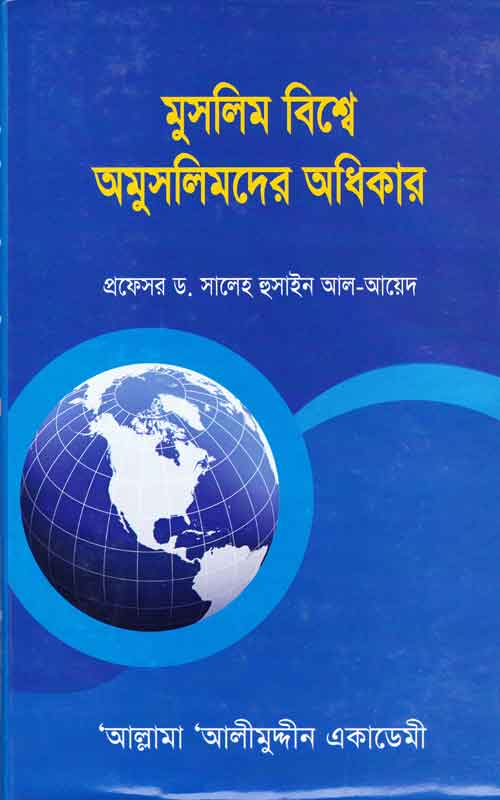 মুসলিম বিশ্বে
অমুসলিমদের অধিকার
প্রফেসর ড. সালেহ হুসাইন আল-আয়েদ
‘আল্লামা ‘আলীমুদ্দীন একাডেমী